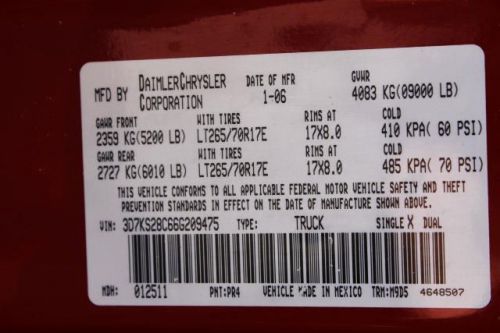 MFD BY DAIMLERCHRYSLER CORPORATION DATE OF MFR 1-06 GVWR 4083 KG(09000 LB)
GAWR FRONT WITH TIRES RIMS AT COLD
2359 KG(5200 LB) LT265/70R17E 17X8.0 410 KPA( 60 PSI)
GAWR REAR WITH TIRES RIMS AT COLD
2727 KG(6010 LB) LT265/70R17E 17X8.0 485 KPA( 70 PSI)
THIS VEHICLE CONFORMS TO ALL APPLICABLE FEDERAL MOTOR VEHICLE SAFETY AND THEFT
PREVENTION STANDARDS IN EFFECT ON THE DATE OF MANUFACTURE SHOWN ABOVE.
VIN: 3D7KS28C66G209475 TYPE: TRUCK SINGLE X DUAL
MDH: 012511 PNT:PR4 VEHICLE MADE IN MEXICO TRM:M9D5 4648507